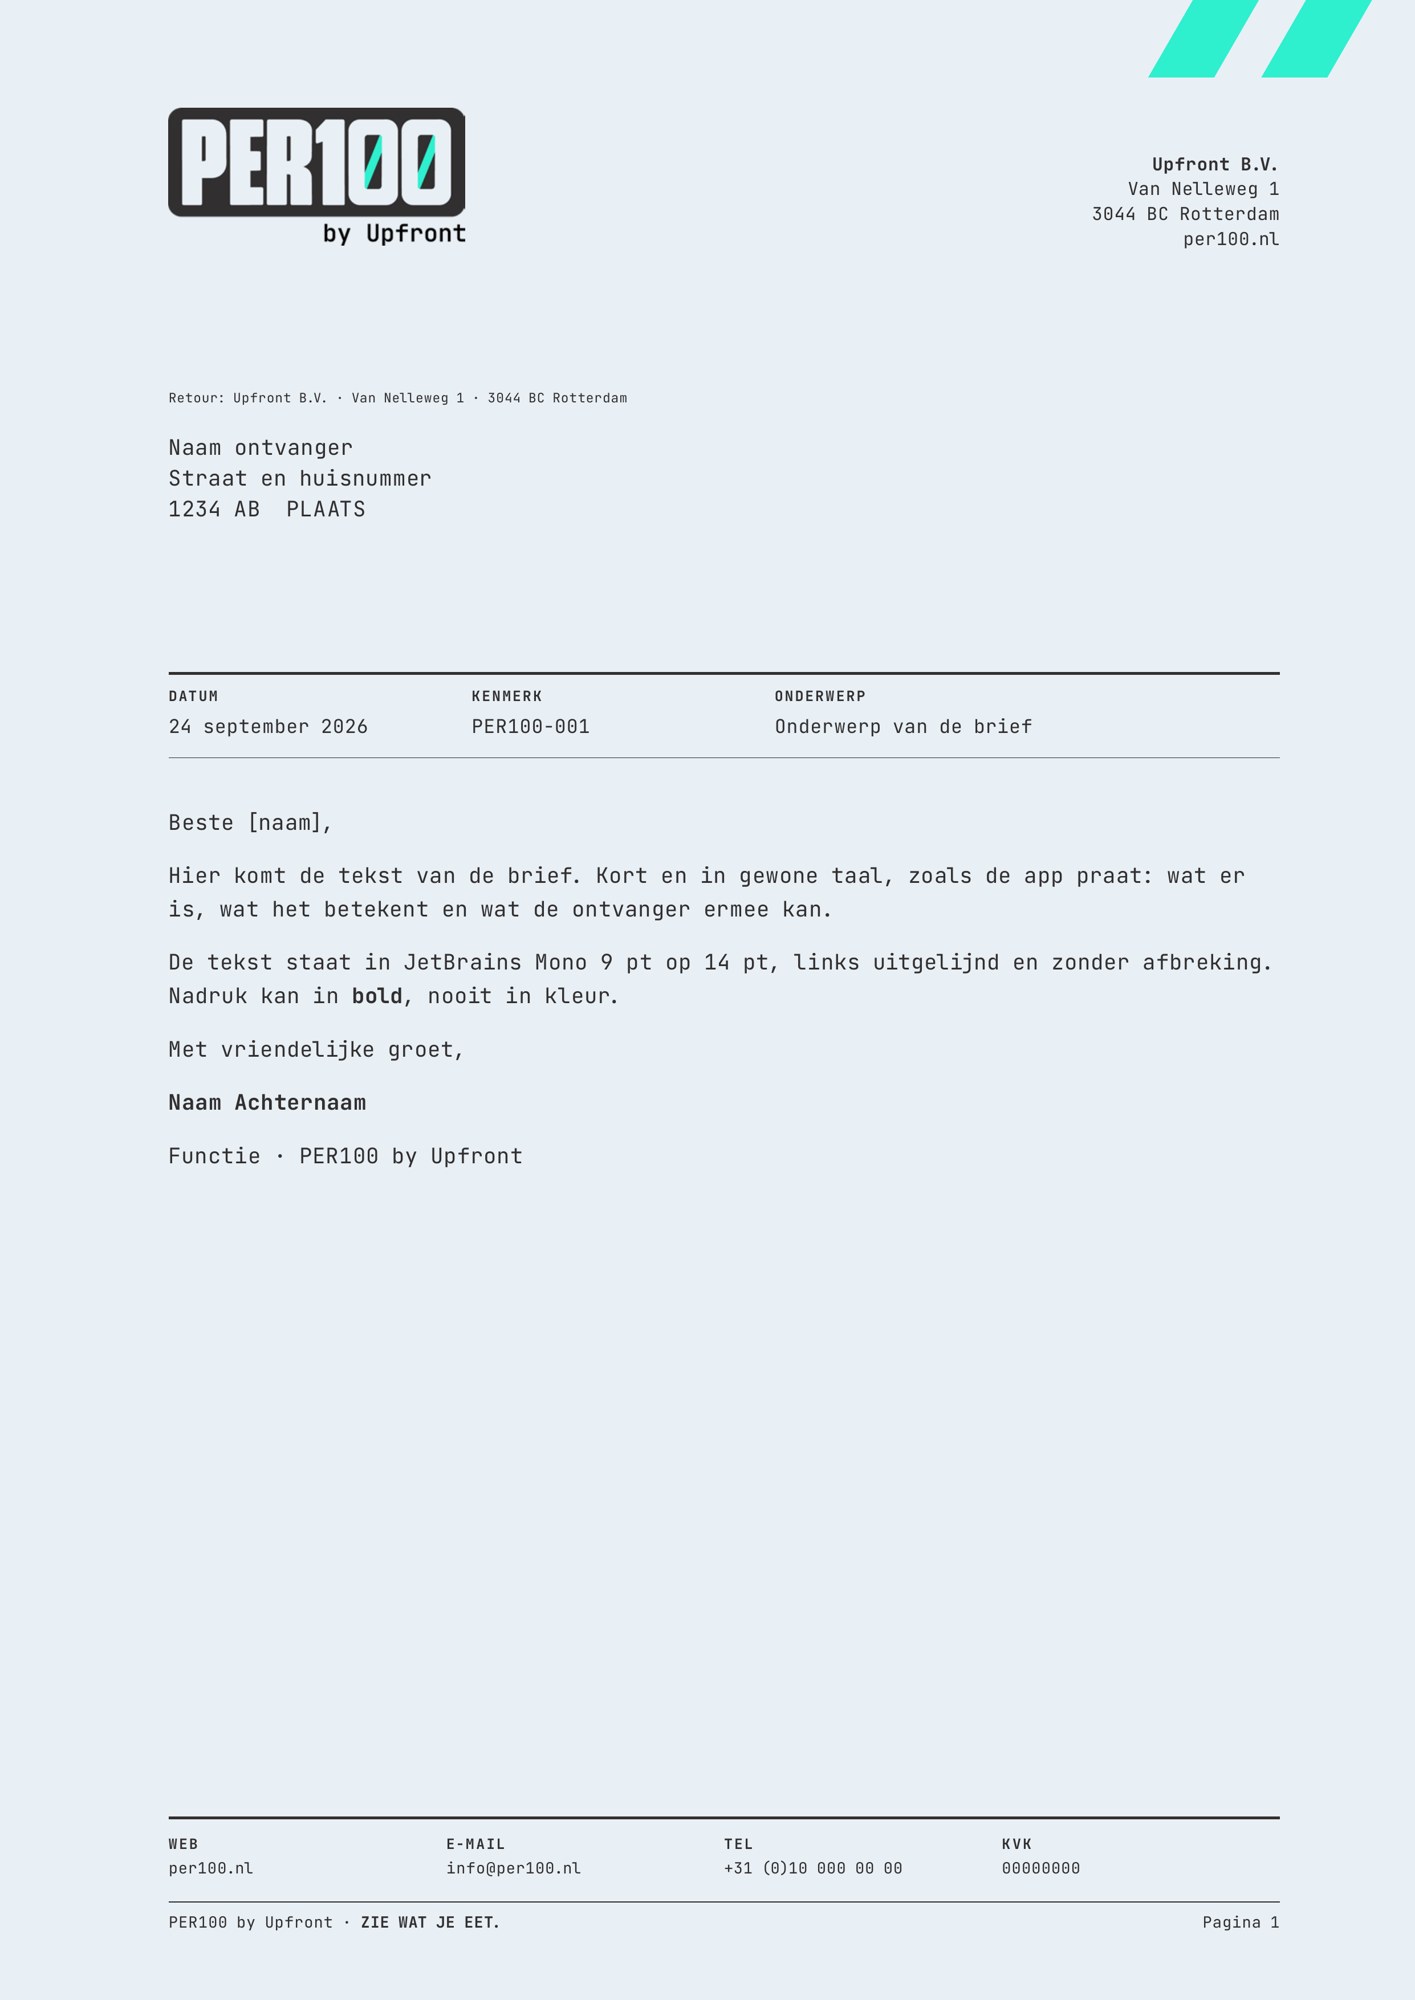 PER100
by Upfront
Upfront B.V.
Van Nelleweg 1
3044 BC Rotterdam
per100.nl
Retour: Upfront B.V. · Van Nelleweg 1 · 3044 BC Rotterdam
Naam ontvanger
Straat en huisnummer
1234 AB  PLAATS
DATUM KENMERK ONDERWERP
24 september 2026 PER100-001 Onderwerp van de brief
Beste [naam],
Hier komt de tekst van de brief. Kort en in gewone taal, zoals de app praat: wat er
is, wat het betekent en wat de ontvanger ermee kan.
De tekst staat in JetBrains Mono 9 pt op 14 pt, links uitgelijnd en zonder afbreking.
Nadruk kan in bold, nooit in kleur.
Met vriendelijke groet,
Naam Achternaam
Functie · PER100 by Upfront
WEB E-MAIL TEL KVK
per100.nl info@per100.nl +31 (0)10 000 00 00 00000000
PER100 by Upfront · ZIE WAT JE EET. Pagina 1